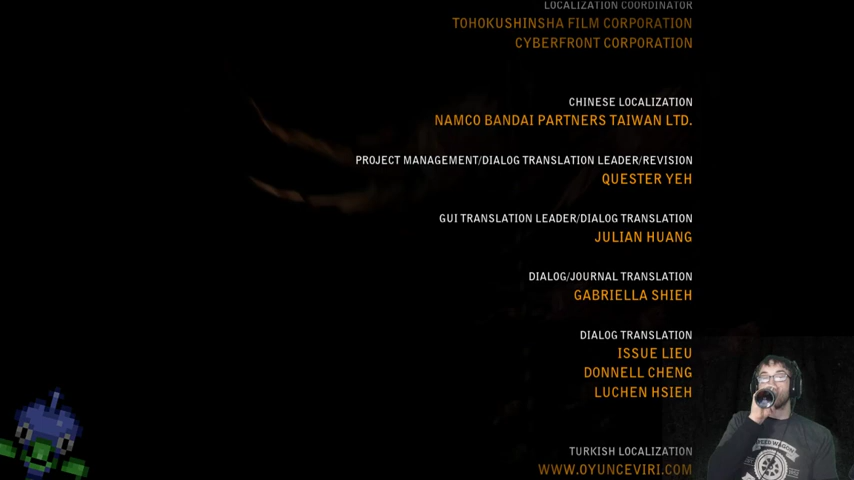 LOCALIZATION COORDINATOR
TOHOKUSHINSHA FILM CORPORATION
CYBERFRONT CORPORATION
CHINESE LOCALIZATION
NAMCO BANDAI PARTNERS TAIWAN LTD.
PROJECT MANAGEMENT/DIALOG TRANSLATION LEADER/REVISION
QUESTER YEH
GUI TRANSLATION LEADER/DIALOG TRANSLATION
JULIAN HUANG
DIALOG/JOURNAL TRANSLATION
GABRIELLA SHIEH
DIALOG TRANSLATION
ISSUE LIEU
DONNELL CHENG
LUCHEN HSIEH
TURKISH LOCALIZATION
WWW.OYUNCEVIRI.COM